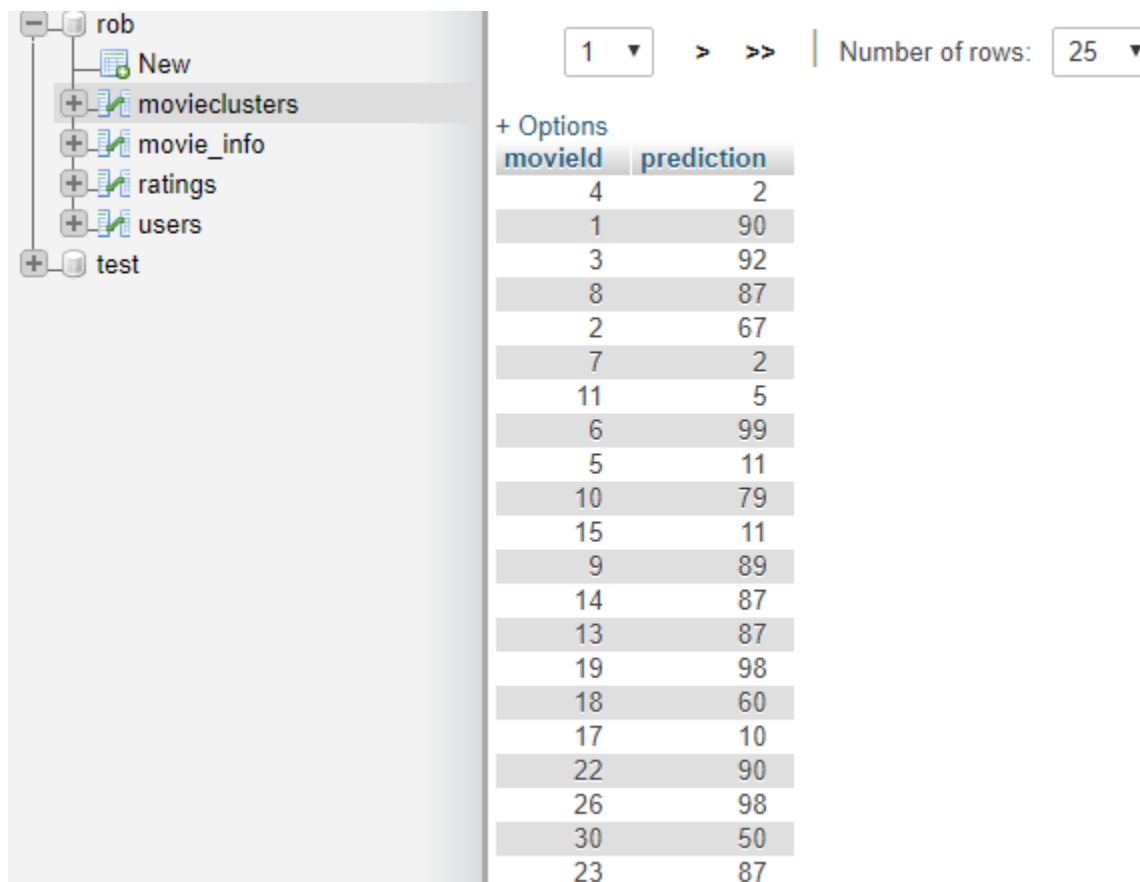 rob
New
movieclusters
movie_info
ratings
users
test
1 > >> | Number of rows: 25
+ Options
movieId prediction
4 2
1 90
3 92
8 87
2 67
7 2
11 5
6 99
5 11
10 79
15 11
9 89
14 87
13 87
19 98
18 60
17 10
22 90
26 98
30 50
23 87